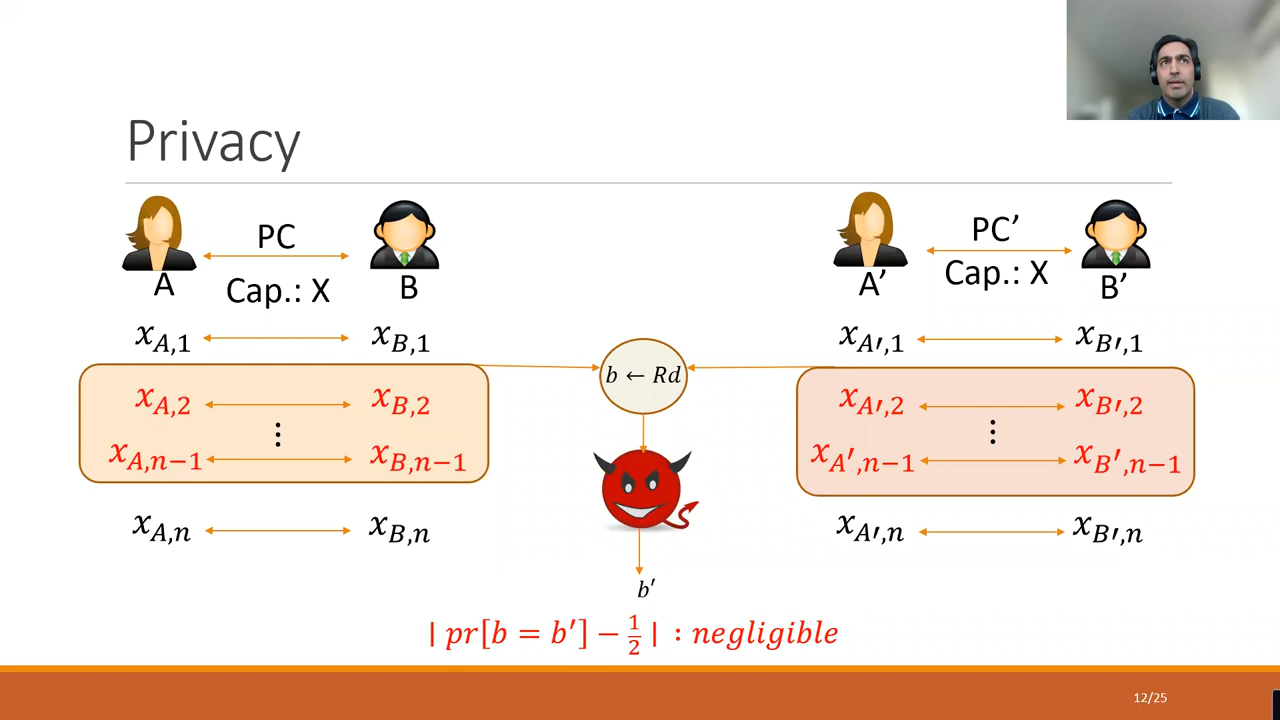 Privacy
PC
PC’
A
Cap.: X
B
A’
Cap.: X
B’
x_{A,1} x_{B,1}
x_{A′,1} x_{B′,1}
b ← Rd
x_{A,2} x_{B,2}
x_{A′,2} x_{B′,2}
⋮
⋮
x_{A,n−1} x_{B,n−1}
x_{A′,n−1} x_{B′,n−1}
x_{A,n} x_{B,n}
x_{A′,n} x_{B′,n}
b′
| pr[b = b′] − \frac{1}{2} | : negligible
12/25